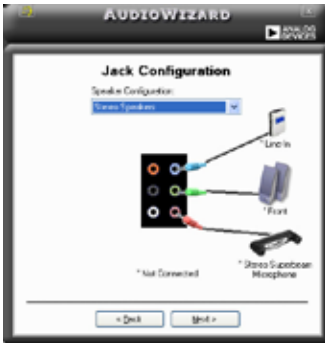 AUDIOWIZARD
ANALOG
DEVICES
Jack Configuration
Speaker Configuration:
Stereo Speakers
* Line In
* Front
* Stereo Superbeam
Microphone
* Not Connected
< Back
Next >